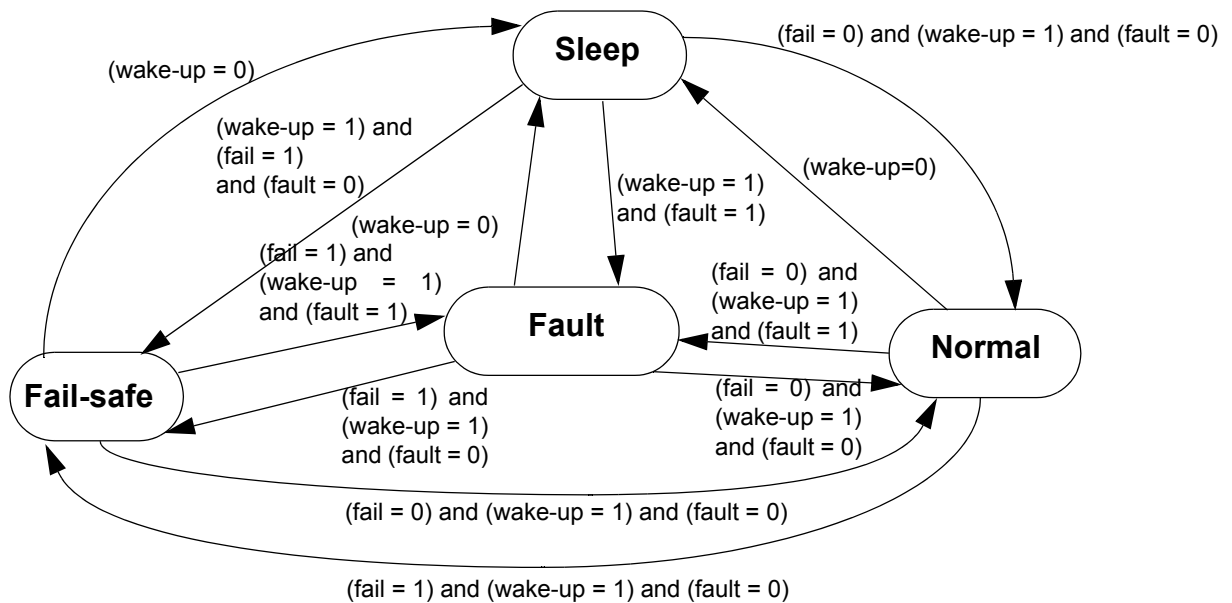 Sleep
(fail = 0) and (wake-up = 1) and (fault = 0)
(wake-up = 0)
(wake-up = 1) and
(fail = 1)
and (fault = 0)
(wake-up=0)
(wake-up = 1)
and (fault = 1)
(wake-up = 0)
(fail = 1) and
(wake-up = 1)
and (fault = 1)
(fail = 0) and
(wake-up = 1)
and (fault = 1)
Fault
Normal
Fail-safe
(fail = 1) and
(wake-up = 1)
and (fault = 0)
(fail = 0) and
(wake-up = 1)
and (fault = 0)
(fail = 0) and (wake-up = 1) and (fault = 0)
(fail = 1) and (wake-up = 1) and (fault = 0)